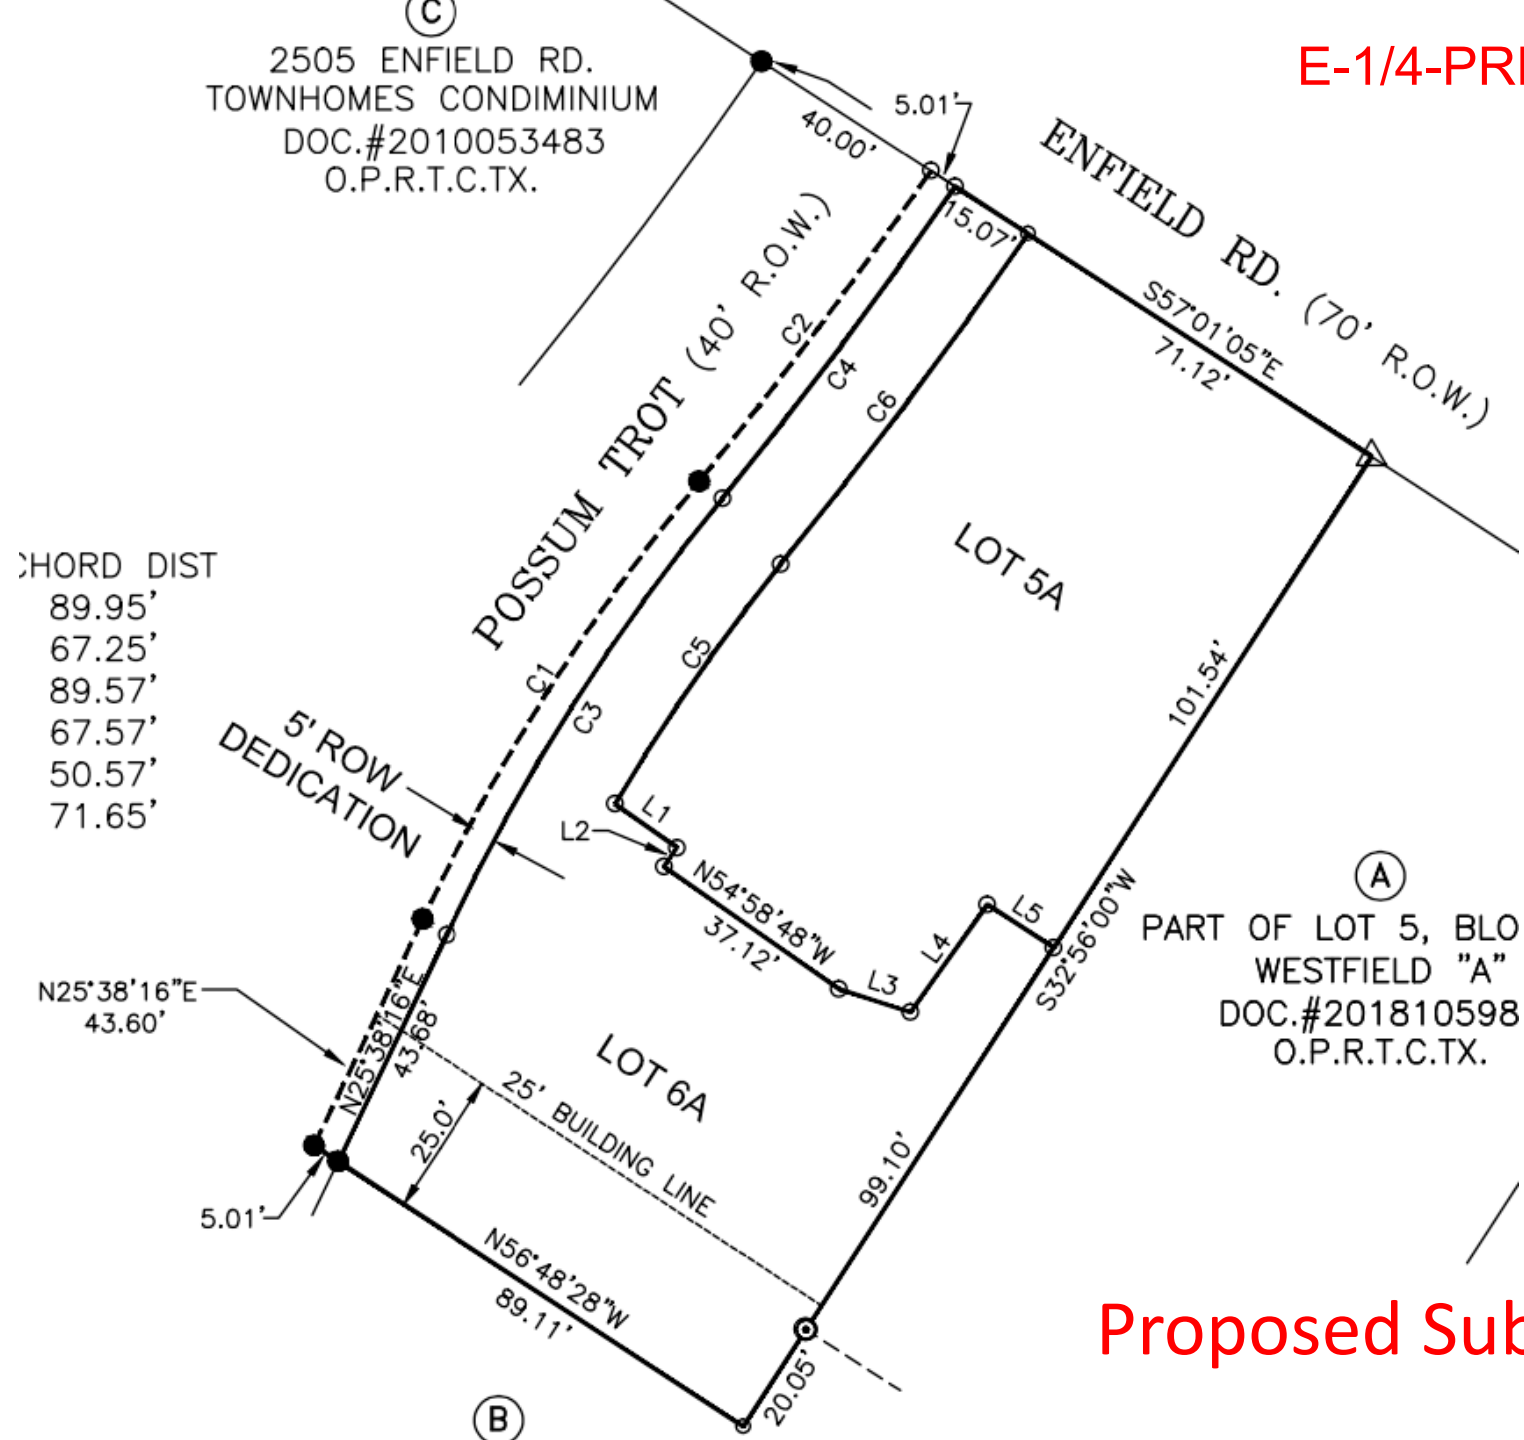 C
2505 ENFIELD RD.
TOWNHOMES CONDIMINIUM
DOC.#2010053483
O.P.R.T.C.TX.
E-1/4-PRI
5.01'
40.00'
15.07'
ENFIELD RD. (70' R.O.W.)
S57°01'05"E
71.12'
POSSUM TROT (40' R.O.W.)
C2
C4
C6
LOT 5A
CHORD DIST
89.95'
67.25'
89.57'
67.57'
50.57'
71.65'
C1
C3
C5
101.54'
5' ROW
DEDICATION
L1
L2
N54°58'48"W
37.12'
L3
L4
L5
S32°56'00"W
A
PART OF LOT 5, BLO
WESTFIELD "A"
DOC.#201810598
O.P.R.T.C.TX.
N25°38'16"E
43.60'
N25°38'16"E
43.68'
LOT 6A
25' BUILDING LINE
25.0'
99.10'
5.01'
N56°48'28"W
89.11'
20.05'
Proposed Sub
B